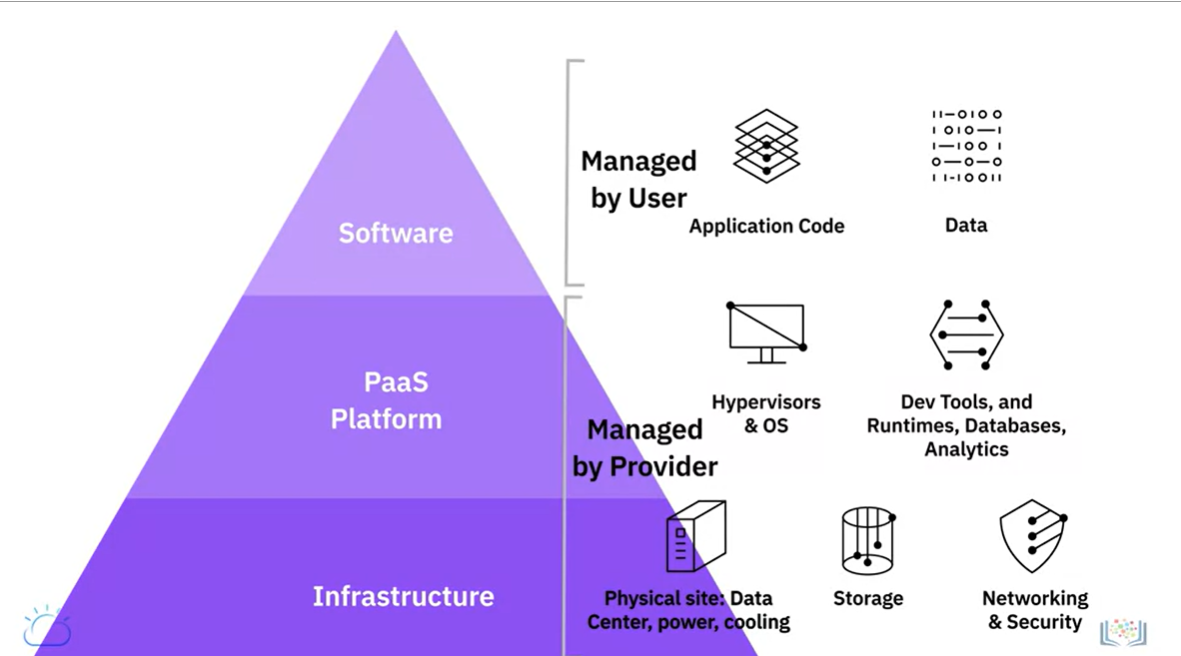 Software
PaaS
Platform
Infrastructure
Managed
by User
Application Code
Data
Managed
by Provider
Hypervisors
& OS
Dev Tools, and
Runtimes, Databases,
Analytics
Physical site: Data
Center, power, cooling
Storage
Networking
& Security